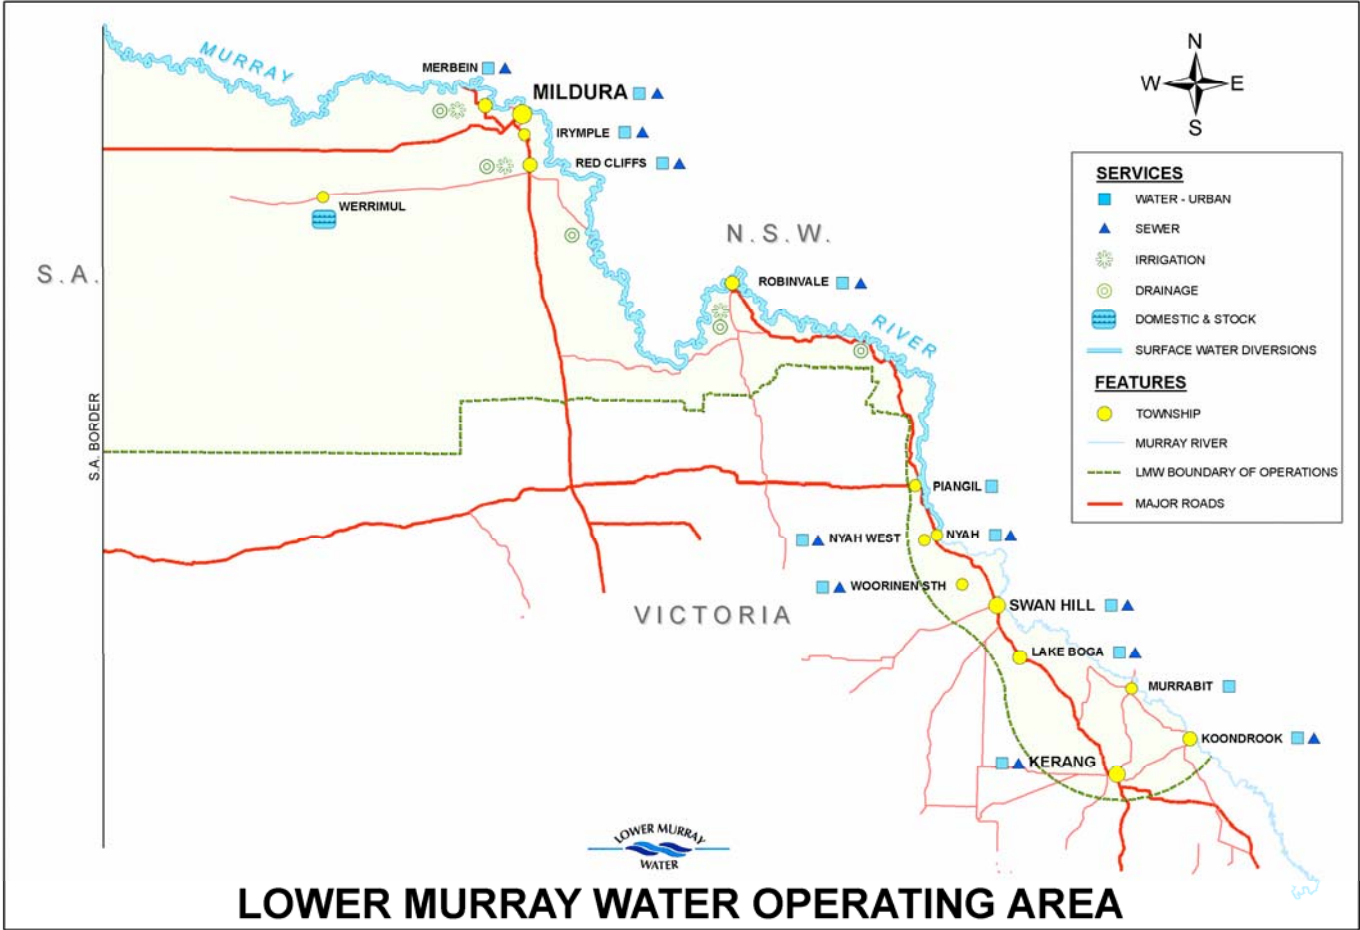 MURRAY
MERBEIN
MILDURA
IRYMPLE
RED CLIFFS
WERRIMUL
S.A.
N.S.W.
ROBINVALE
RIVER
S.A. BORDER
PIANGIL
NYAH WEST
NYAH
WOORINEN STH
SWAN HILL
VICTORIA
LAKE BOGA
MURRABIT
KOONDROOK
KERANG
N
W
E
S
SERVICES
WATER - URBAN
SEWER
IRRIGATION
DRAINAGE
DOMESTIC & STOCK
SURFACE WATER DIVERSIONS
FEATURES
TOWNSHIP
MURRAY RIVER
LMW BOUNDARY OF OPERATIONS
MAJOR ROADS
LOWER MURRAY
WATER
LOWER MURRAY WATER OPERATING AREA